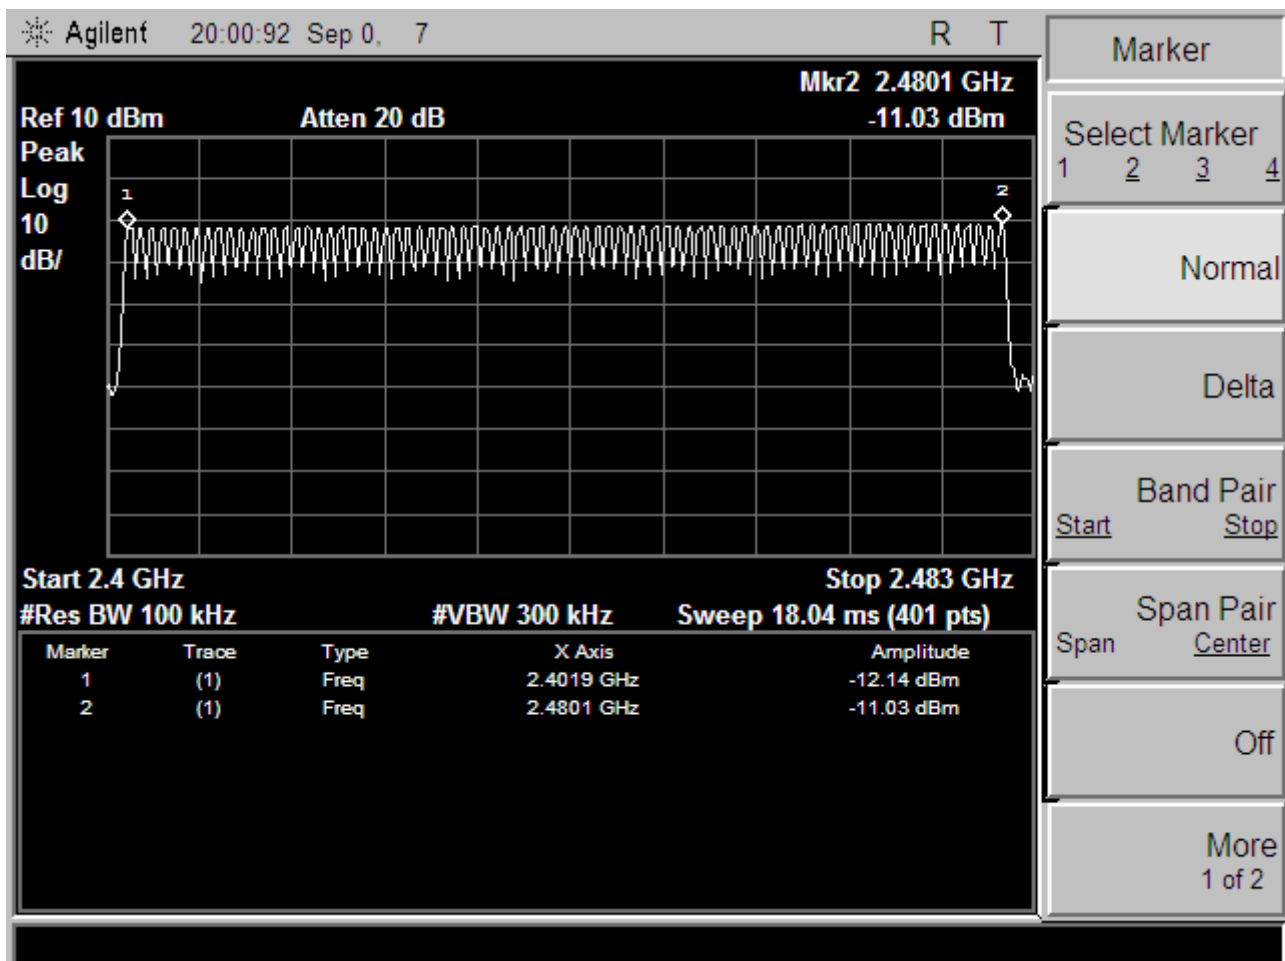 Agilent 20:00:92 Sep 0, 7 R T
Mkr2 2.4801 GHz
Ref 10 dBm Atten 20 dB -11.03 dBm
Peak
Log
10
dB/
1 2
Start 2.4 GHz Stop 2.483 GHz
#Res BW 100 kHz #VBW 300 kHz Sweep 18.04 ms (401 pts)
Marker Trace Type X Axis Amplitude
1 (1) Freq 2.4019 GHz -12.14 dBm
2 (1) Freq 2.4801 GHz -11.03 dBm
Marker
Select Marker
1 2 3 4
Normal
Delta
Band Pair
Start Stop
Span Pair
Span Center
Off
More
1 of 2